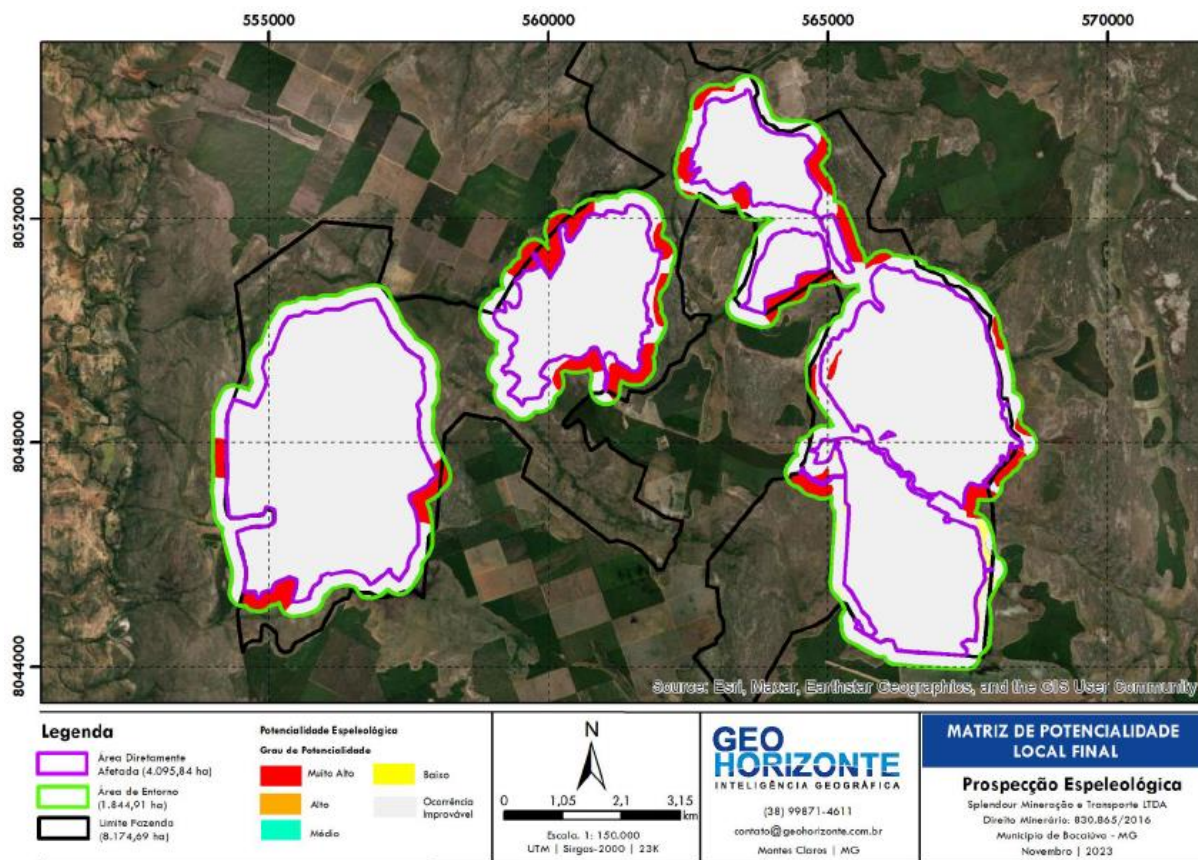 555000 560000 565000 570000
8052000
8048000
8044000
Source: Esri, Maxar, Earthstar Geographics, and the GIS User Community
Legenda
Área Diretamente
Afetada (4.095,84 ha)
Área de Entorno
(1.844,91 ha)
Limite Fazenda
(8.174,69 ha)
Potencialidade Espeleológica
Grau de Potencialidade
Muito Alto
Alto
Médio
Baixo
Ocorrência
Improvável
N
0 1,05 2,1 3,15
km
Escala. 1: 150.000
UTM | Sirgas-2000 | 23K
GEO
HORIZONTE
INTELIGÊNCIA GEOGRÁFICA
(38) 99871-4611
contato@geohorizonte.com.br
Montes Claros | MG
MATRIZ DE POTENCIALIDADE
LOCAL FINAL
Prospecção Espeleológica
Splendour Mineração e Transporte LTDA
Direito Minerário: 830.865/2016
Município de Bocaiúva - MG
Novembro | 2023